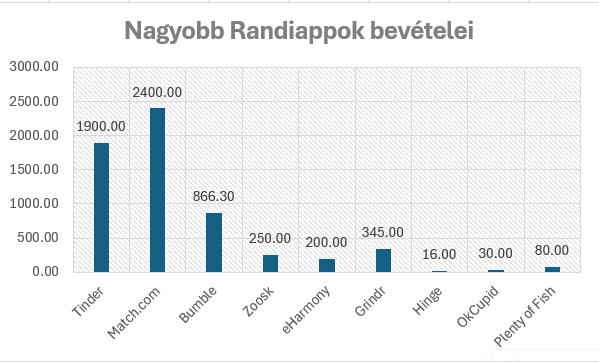 Nagyobb Randiappok bevételei
3000.00
2500.00
2000.00
1500.00
1000.00
500.00
0.00
1900.00
2400.00
866.30
250.00
200.00
345.00
16.00
30.00
80.00
Tinder
Match.com
Bumble
Zoosk
eHarmony
Grindr
Hinge
OkCupid
Plenty of Fish